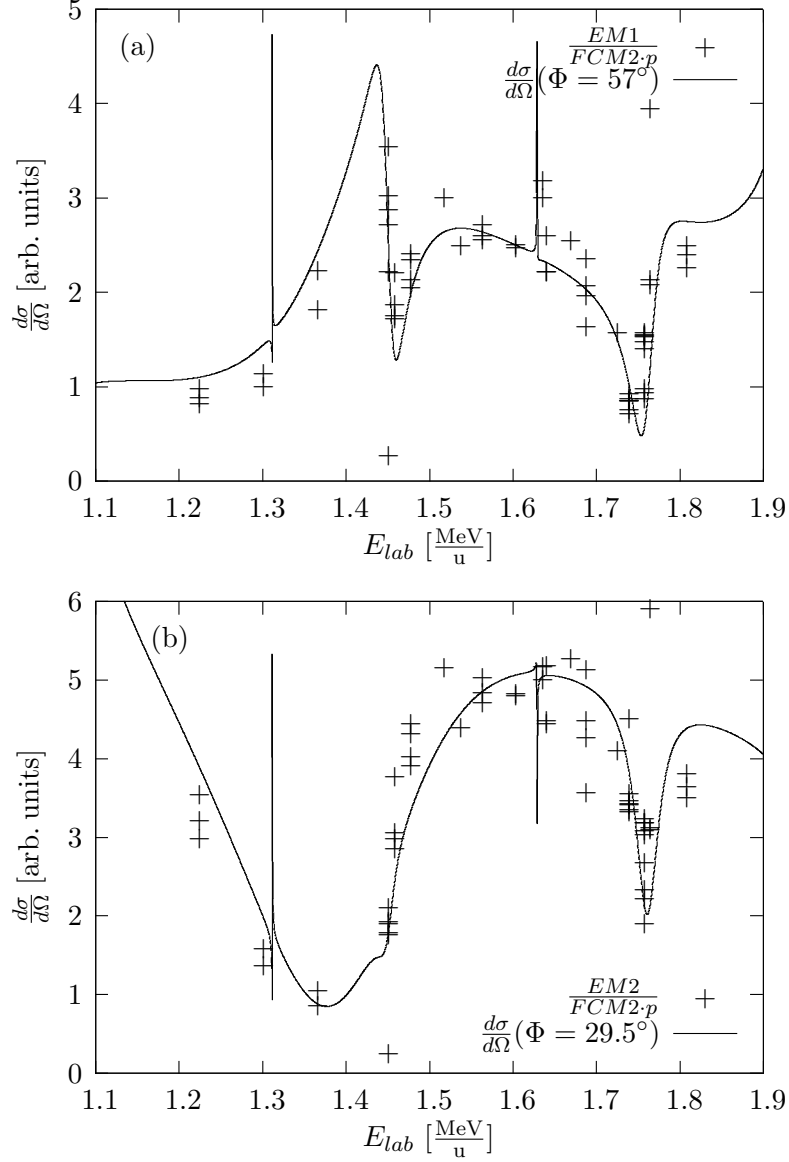 (a)
EM1/FCM2·p
dσ/dΩ(Φ = 57°)
dσ/dΩ [arb. units]
5
4
3
2
1
0
1.1 1.2 1.3 1.4 1.5 1.6 1.7 1.8 1.9
E_lab [MeV/u]
(b)
dσ/dΩ [arb. units]
6
5
4
3
2
1
0
EM2/FCM2·p
dσ/dΩ(Φ = 29.5°)
1.1 1.2 1.3 1.4 1.5 1.6 1.7 1.8 1.9
E_lab [MeV/u]